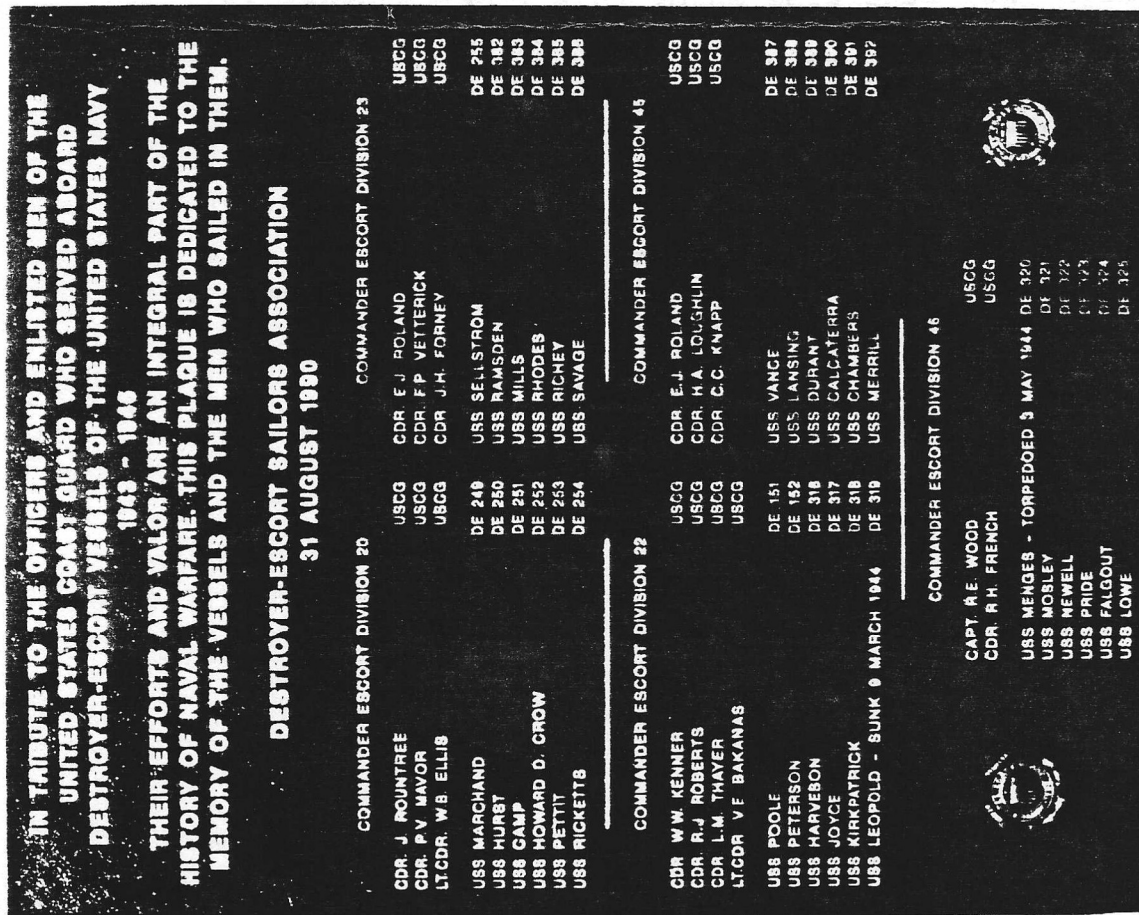 IN TRIBUTE TO THE OFFICERS AND ENLISTED MEN OF THE
UNITED STATES COAST GUARD WHO SERVED ABOARD
DESTROYER-ESCORT VESSELS OF THE UNITED STATES NAVY
1943 - 1946
THEIR EFFORTS AND VALOR ARE AN INTEGRAL PART OF THE
HISTORY OF NAVAL WARFARE. THIS PLAQUE IS DEDICATED TO THE
MEMORY OF THE VESSELS AND THE MEN WHO SAILED IN THEM.
DESTROYER-ESCORT SAILORS ASSOCIATION
31 AUGUST 1990
COMMANDER ESCORT DIVISION 20
CDR. J. ROUNTREE USCG
CDR. P.V. MAVOR USCG
LT.CDR. W.B. ELLIS USCG
USS MARCHAND DE 249
USS HURST DE 250
USS CAMP DE 251
USS HOWARD D. CROW DE 252
USS PETTIT DE 253
USS RICKETTS DE 254
COMMANDER ESCORT DIVISION 23
CDR. E.J. ROLAND USCG
CDR. F.P. VETTERICK USCG
CDR J.H. FORNEY USCG
USS SELLSTROM DE 255
USS RAMSDEN DE 382
USS MILLS DE 383
USS RHODES DE 384
USS RICHEY DE 385
USS SAVAGE DE 386
COMMANDER ESCORT DIVISION 22
CDR W.W. KENNER USCG
CDR. R.J. ROBERTS USCG
CDR L.M. THAYER USCG
LT.CDR V.E. BAKANAS USCG
USS POOLE DE 151
USS PETERSON DE 152
USS HARVESON DE 316
USS JOYCE DE 317
USS KIRKPATRICK DE 318
USS LEOPOLD - SUNK 9 MARCH 1944 DE 319
COMMANDER ESCORT DIVISION 45
CDR. E.J. ROLAND USCG
CDR. H.A. LOUGHLIN USCG
CDR. C.C. KNAPP USCG
USS VANCE DE 387
USS LANSING DE 388
USS DURANT DE 389
USS CALCATERRA DE 390
USS CHAMBERS DE 391
USS MERRILL DE 392
COMMANDER ESCORT DIVISION 46
CAPT. R.E. WOOD USCG
CDR. R.H. FRENCH USCG
USS MENGES - TORPEDOED 3 MAY 1944 DE 320
USS MOSLEY DE 321
USS NEWELL DE 322
USS PRIDE DE 323
USS FALGOUT DE 324
USS LOWE DE 325